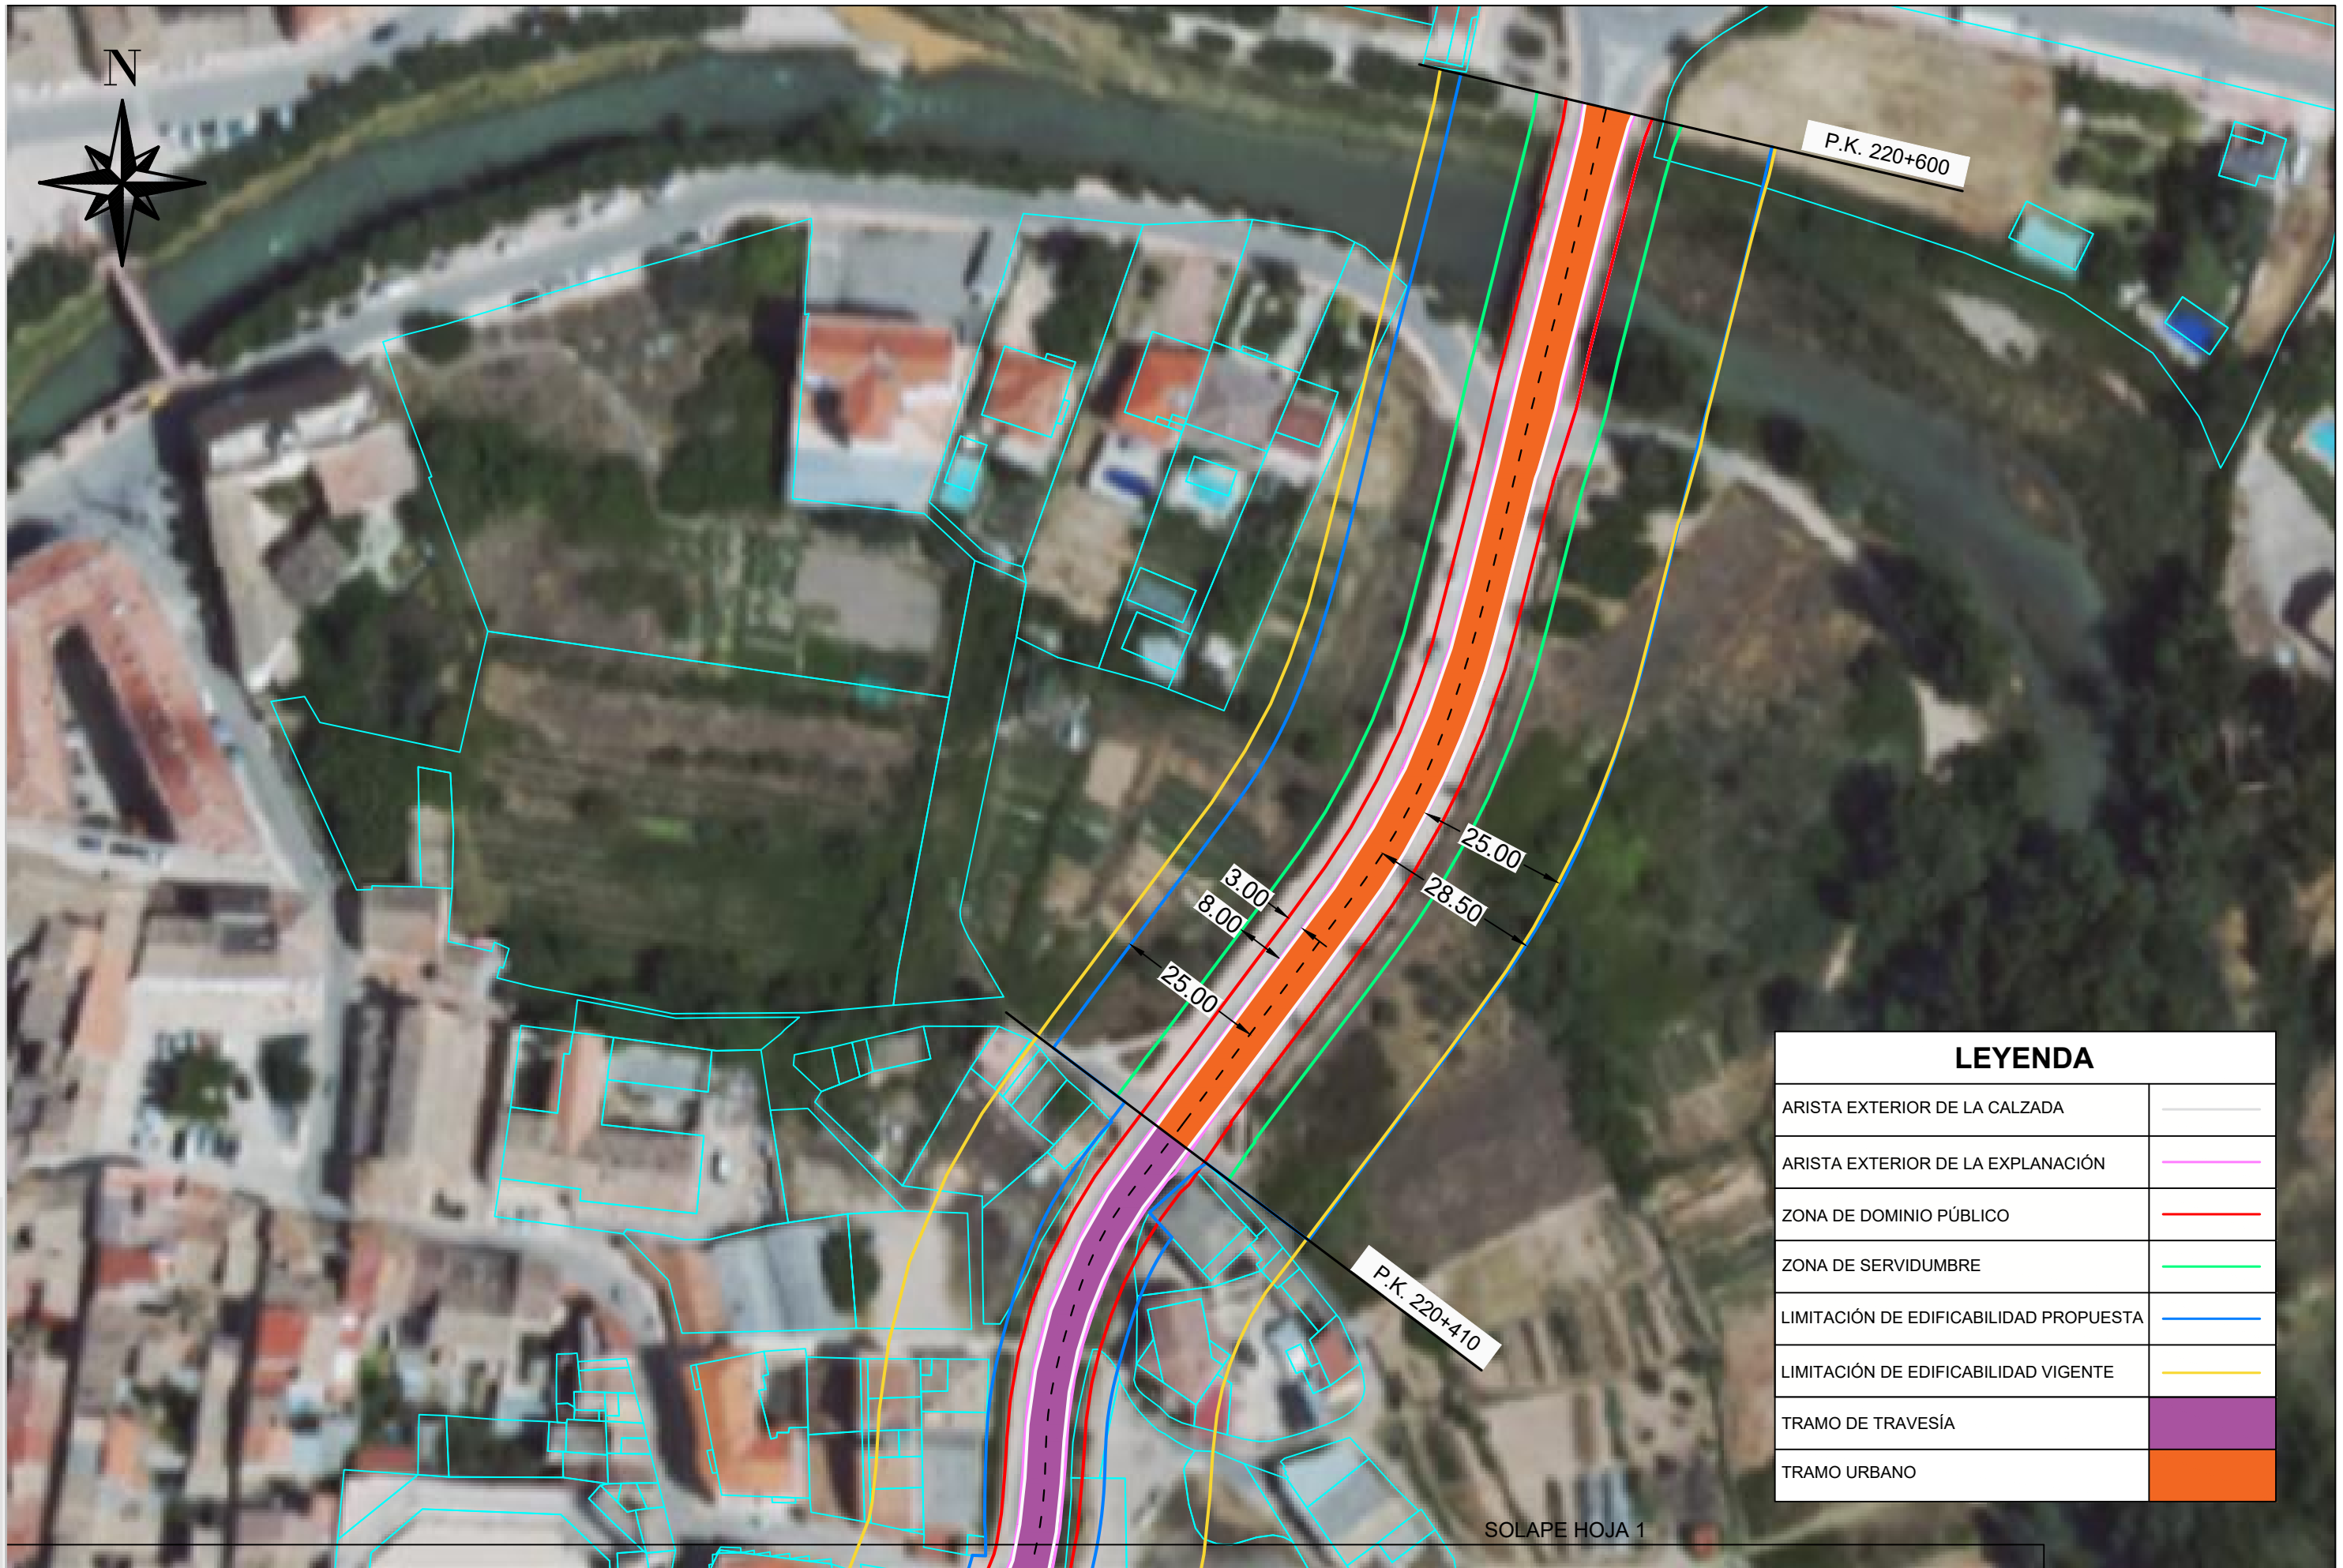 N
P.K. 220+600
25.00
28.50
3.00
8.00
25.00
P.K. 220+410
LEYENDA
ARISTA EXTERIOR DE LA CALZADA
ARISTA EXTERIOR DE LA EXPLANACIÓN
ZONA DE DOMINIO PÚBLICO
ZONA DE SERVIDUMBRE
LIMITACIÓN DE EDIFICABILIDAD PROPUESTA
LIMITACIÓN DE EDIFICABILIDAD VIGENTE
TRAMO DE TRAVESÍA
TRAMO URBANO
SOLAPE HOJA 1